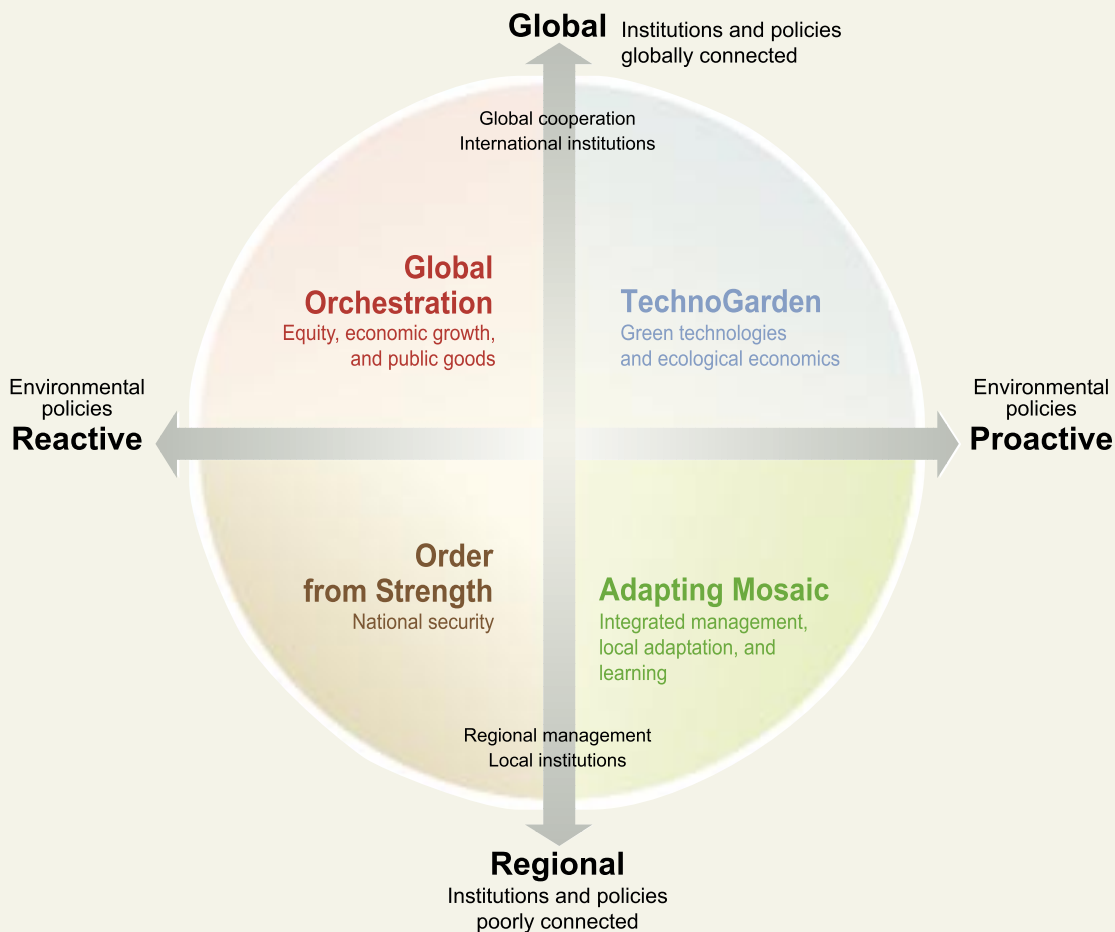 Global
Institutions and policies
globally connected
Global cooperation
International institutions
Global
Orchestration
Equity, economic growth,
and public goods
TechnoGarden
Green technologies
and ecological economics
Environmental
policies
Reactive
Environmental
policies
Proactive
Order
from Strength
National security
Adapting Mosaic
Integrated management,
local adaptation, and
learning
Regional management
Local institutions
Regional
Institutions and policies
poorly connected